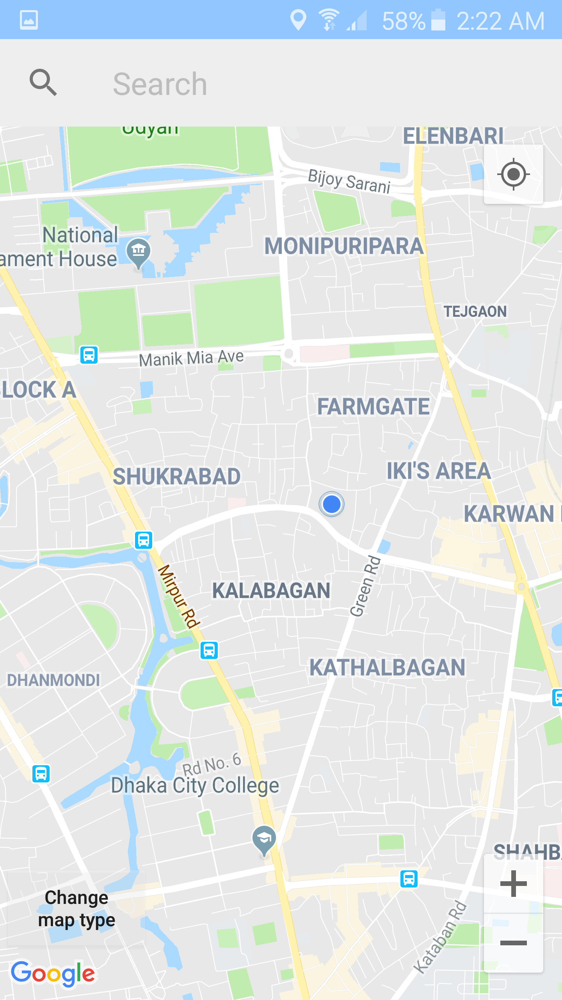 58% 2:22 AM
Search
Udyan
ELENBARI
Bijoy Sarani
National
ament House
MONIPURIPARA
TEJGAON
Manik Mia Ave
LOCK A
FARMGATE
SHUKRABAD
IKI'S AREA
KARWAN
Mirpur Rd
KALABAGAN
Green Rd
KATHALBAGAN
DHANMONDI
Rd No. 6
Dhaka City College
SHAHB
Change
map type
Kataban Rd
Google